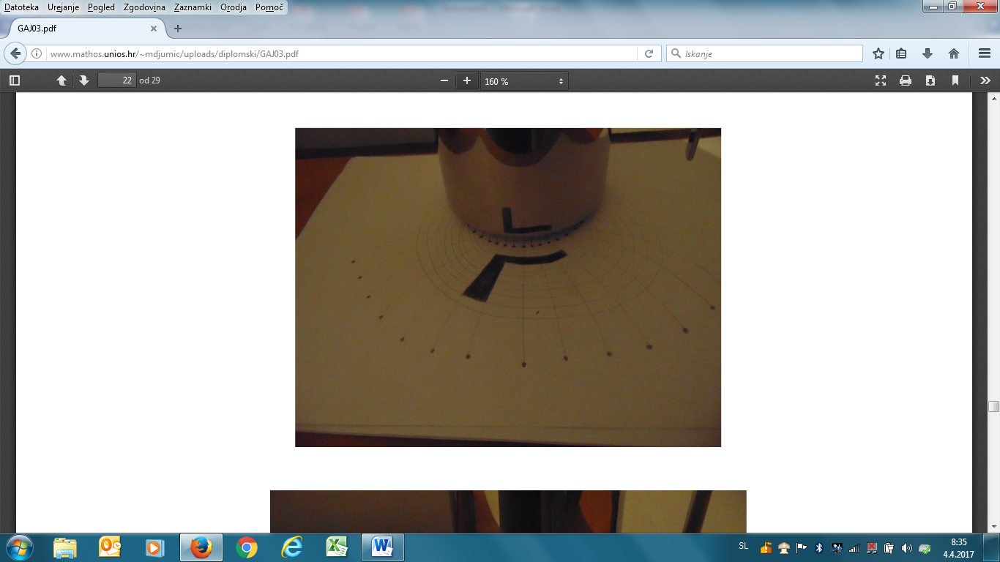 Datoteka Urejanje Pogled Zgodovina Zaznamki Orodja Pomoč
GAJ03.pdf
www.mathos.unios.hr/~mdjumic/uploads/diplomski/GAJ03.pdf
Iskanje
22 od 29
160 %
L
SL
8:35
4.4.2017